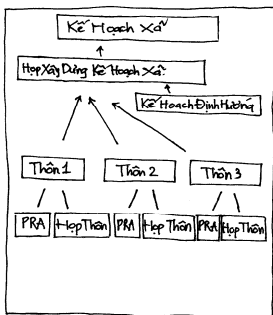 Kế Hoạch Xã
Họp Xây Dựng Kế Hoạch Xã
Kế Hoạch Định Hướng
Thôn 1 Thôn 2 Thôn 3
PRA Họp Thôn PRA Họp Thôn PRA Họp Thôn